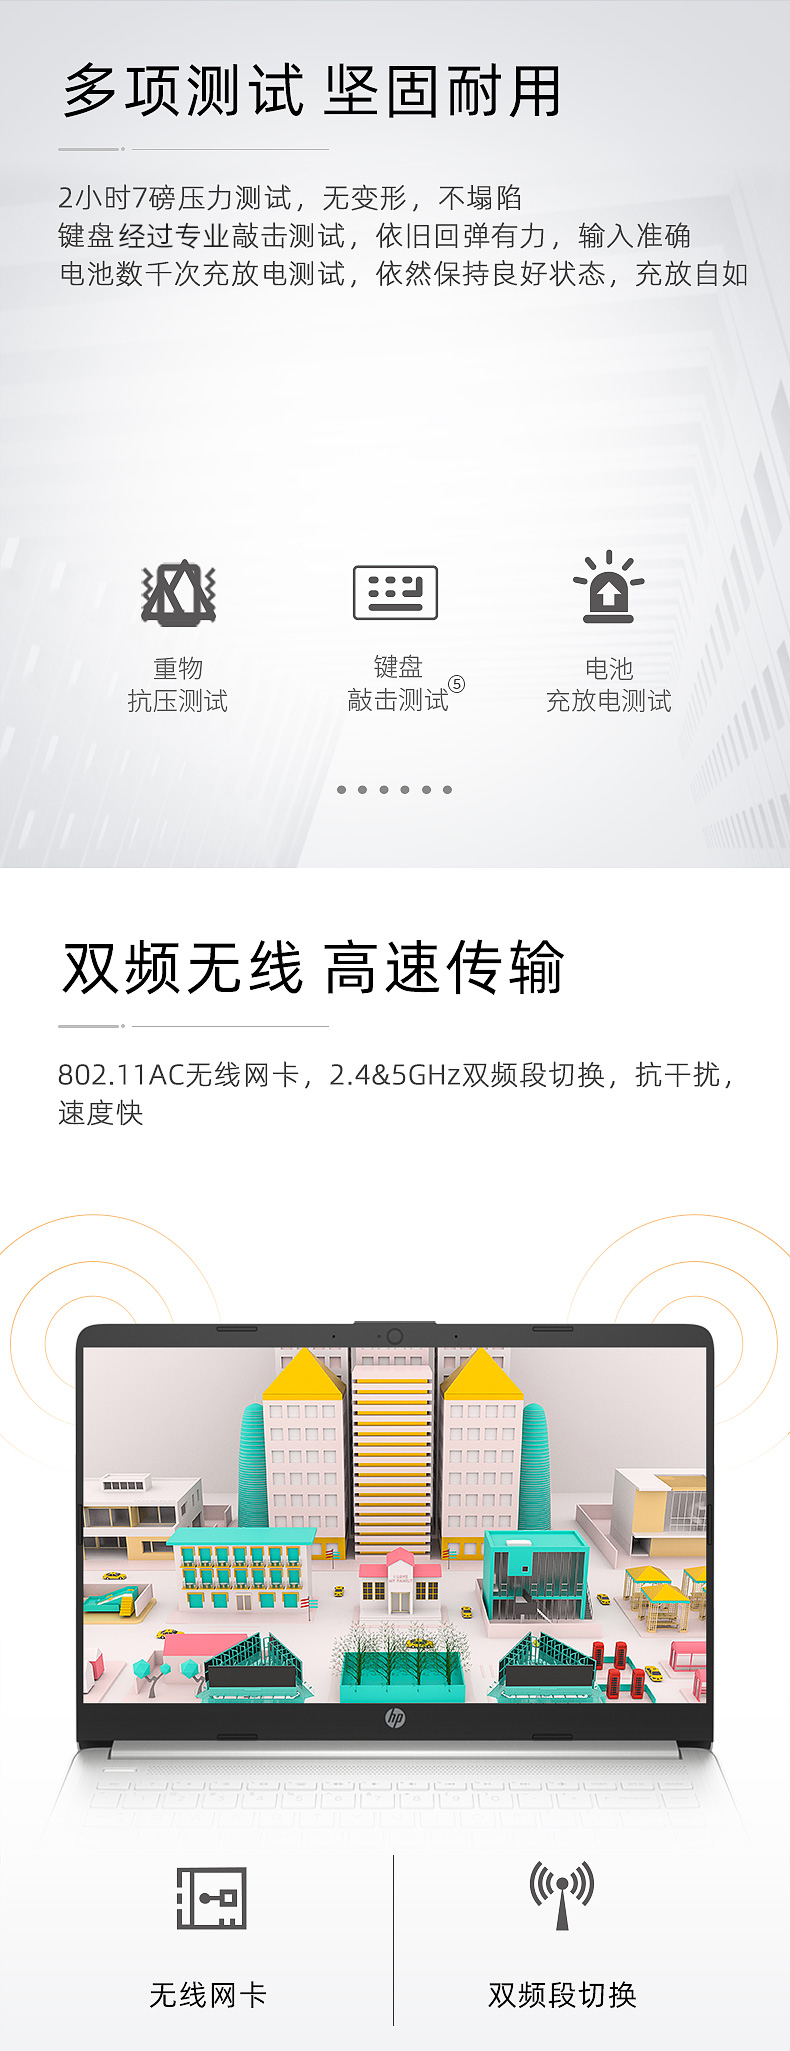 多项测试 坚固耐用
2小时7磅压力测试，无变形，不塌陷
键盘经过专业敲击测试，依旧回弹有力，输入准确
电池数千次充放电测试，依然保持良好状态，充放自如
重物
抗压测试
键盘
敲击测试⑤
电池
充放电测试
双频无线 高速传输
802.11AC无线网卡，2.4&5GHz双频段切换，抗干扰，
速度快
hp
无线网卡
双频段切换